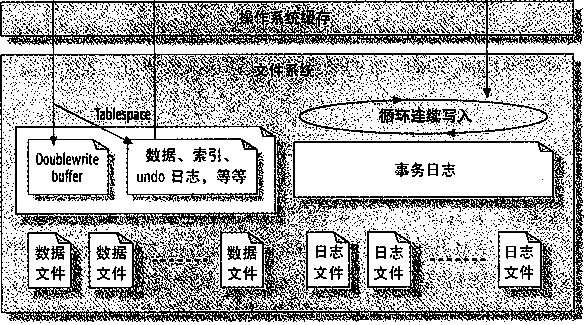 操作系统缓存
文件系统
Tablespace
循环连续写入
Doublewrite
buffer
数据、索引、
undo 日志，等等
事务日志
数据
文件
数据
文件
数据
文件
日志
文件
日志
文件
日志
文件